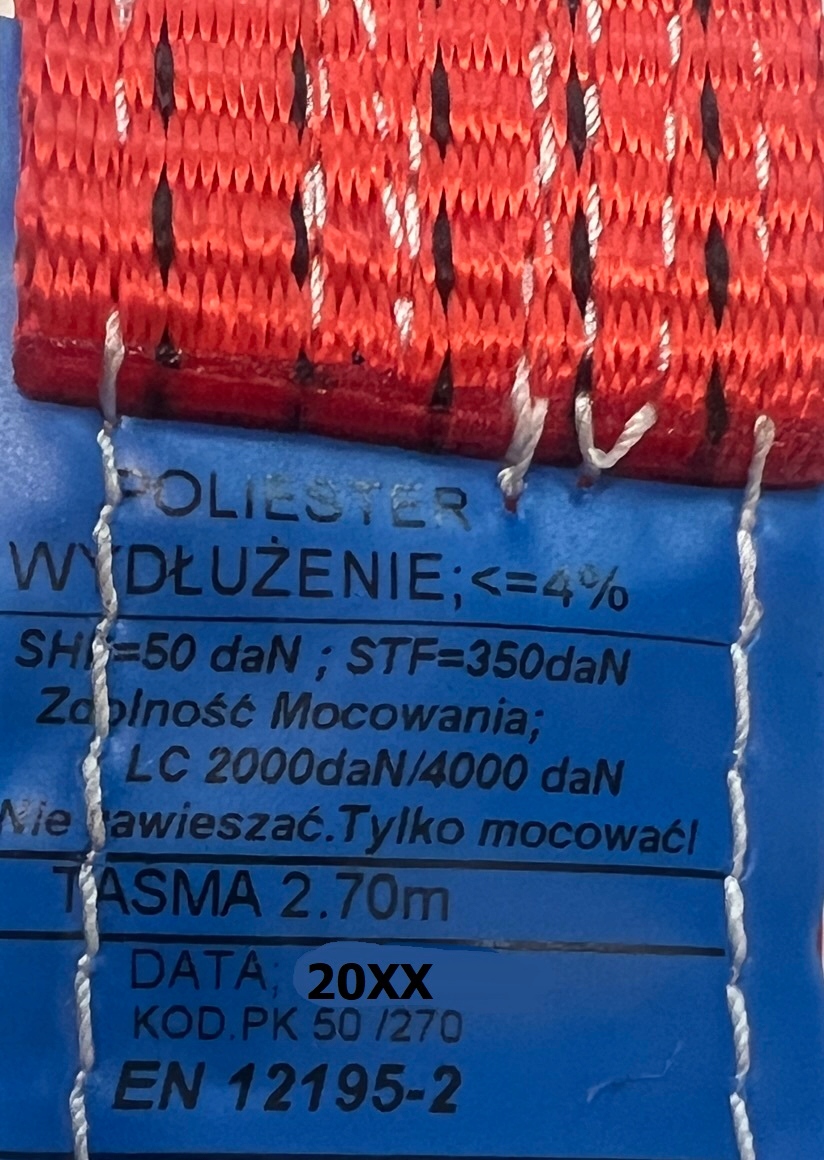 POLIESTER
WYDŁUŻENIE;<=4%
SHF=50 daN ; STF=350daN
Zdolność Mocowania;
LC 2000daN/4000 daN
Nie zawieszać.Tylko mocować!
TASMA 2.70m
DATA; 20XX
KOD.PK 50 /270
EN 12195-2